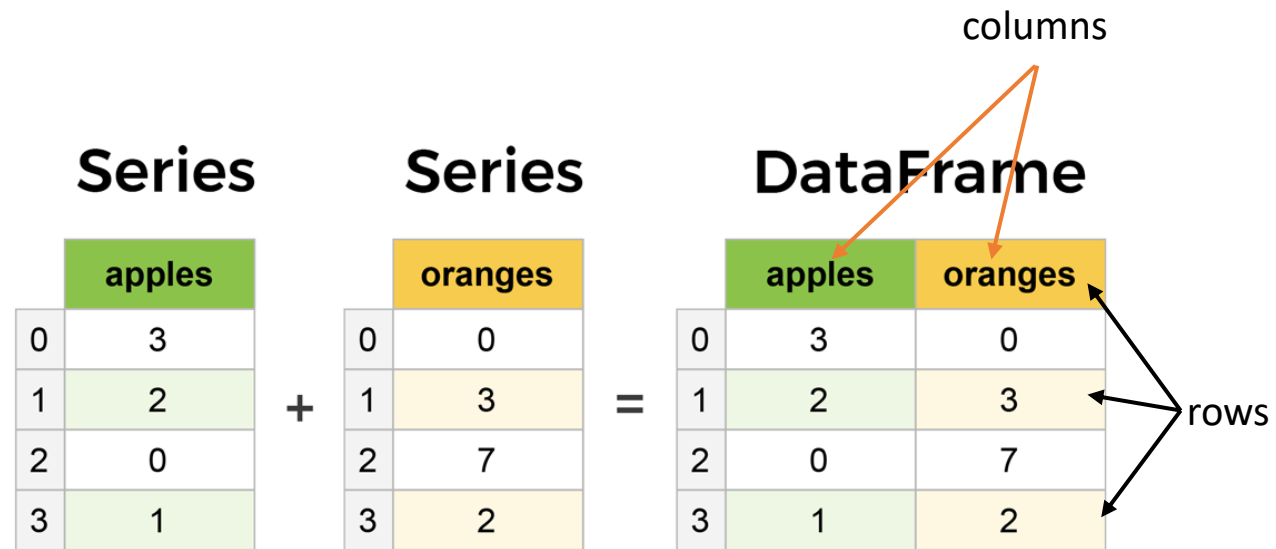 columns
Series Series DataFrame
apples oranges apples oranges
0 3 0 0 0 3 0
1 2 + 1 3 = 1 2 3
rows
2 0 2 7 2 0 7
3 1 3 2 3 1 2